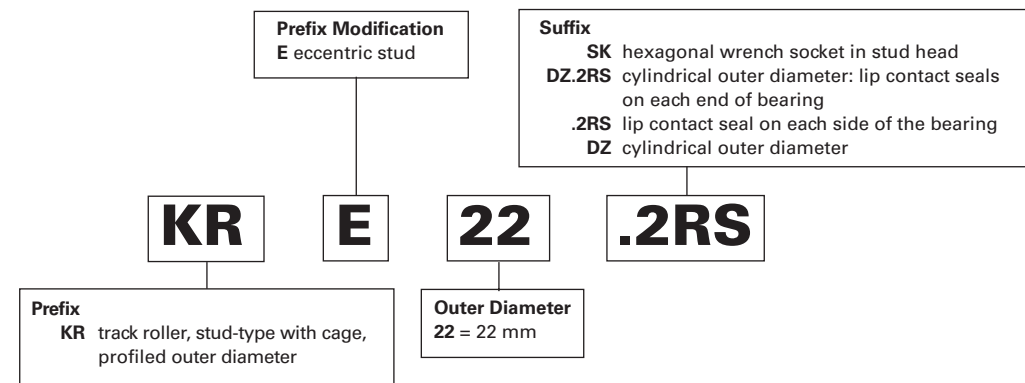 Prefix Modification
E eccentric stud
Suffix
SK hexagonal wrench socket in stud head
DZ.2RS cylindrical outer diameter: lip contact seals
on each end of bearing
.2RS lip contact seal on each side of the bearing
DZ cylindrical outer diameter
KR E 22 .2RS
Prefix
KR track roller, stud-type with cage,
profiled outer diameter
Outer Diameter
22 = 22 mm